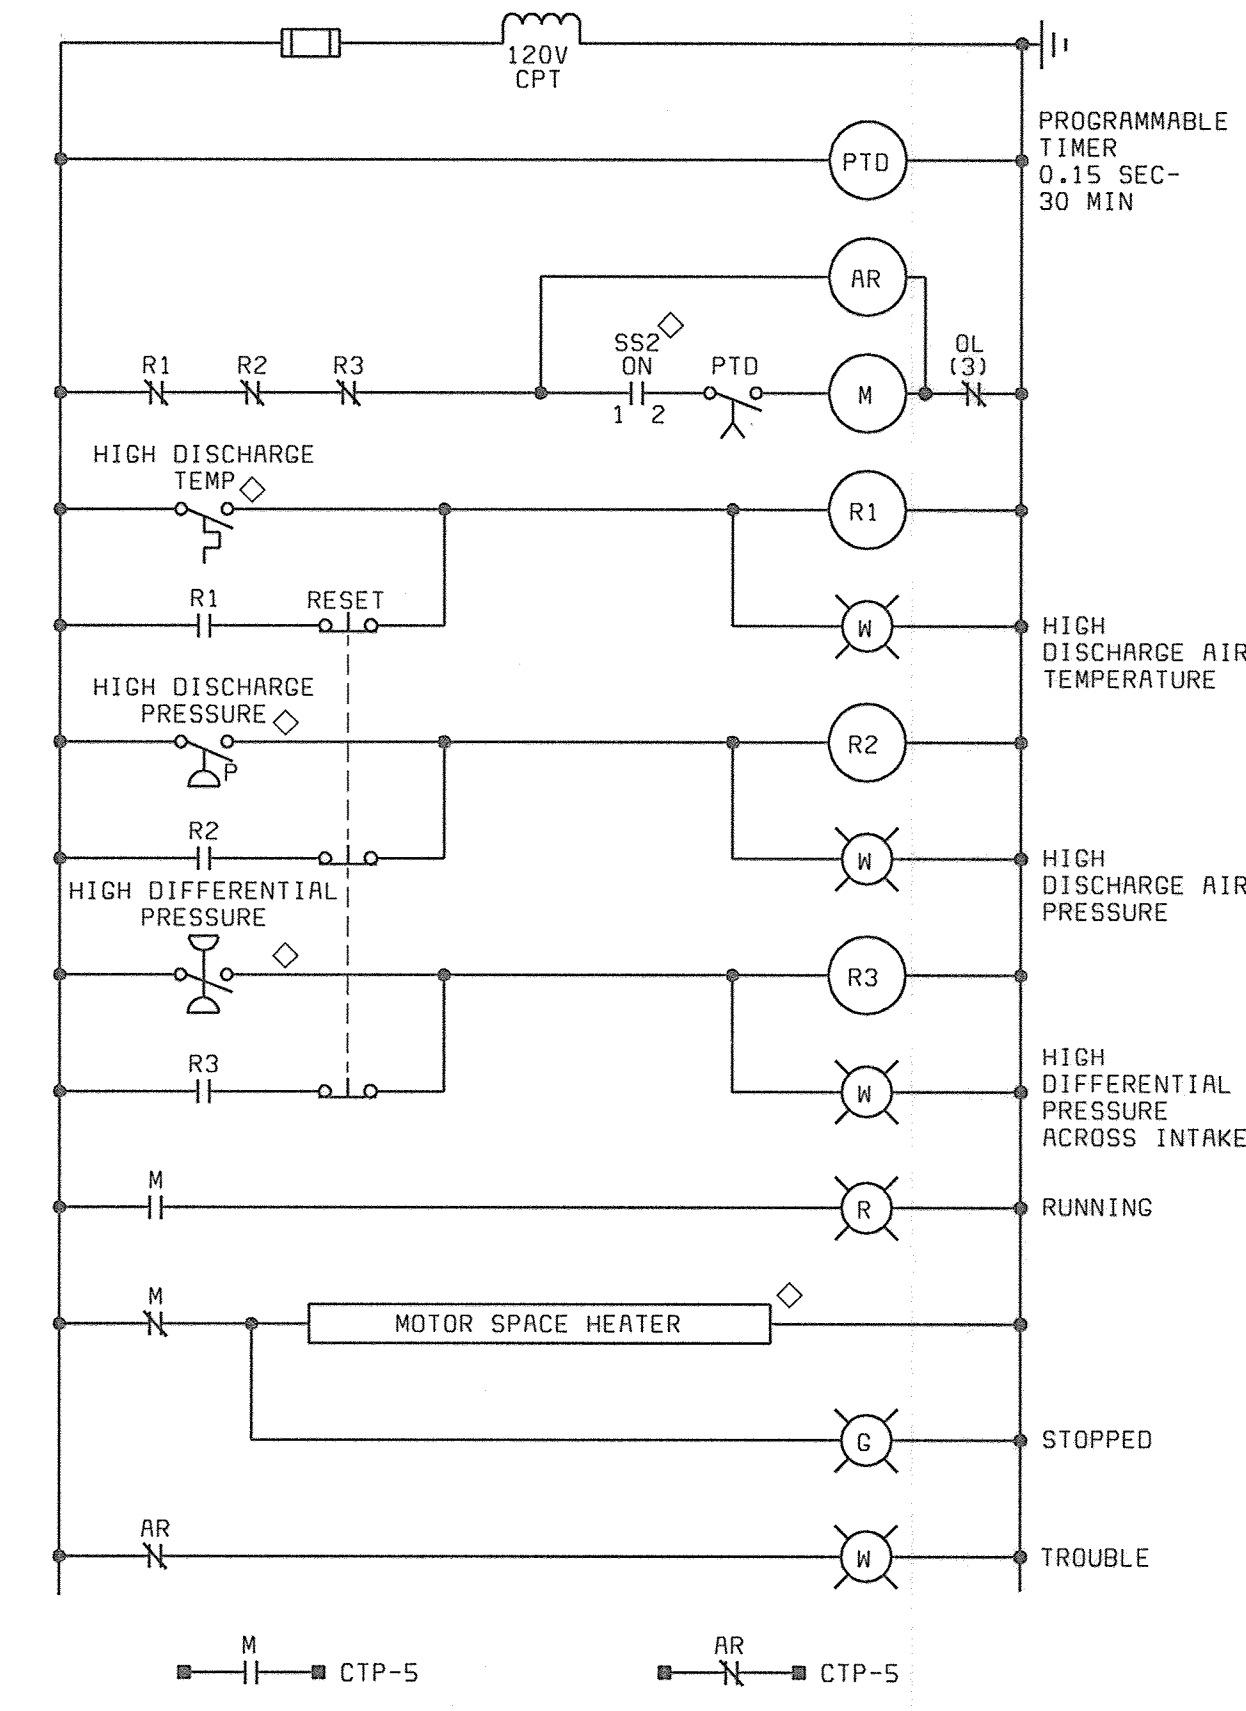 120V
CPT
PROGRAMMABLE
TIMER
0.15 SEC-
30 MIN
PTD
AR
SS2
ON
1 2
PTD
OL
(3)
R1
R2
R3
M
HIGH DISCHARGE
TEMP
R1
R1
RESET
W
HIGH
DISCHARGE AIR
TEMPERATURE
HIGH DISCHARGE
PRESSURE
P
R2
R2
W
HIGH
DISCHARGE AIR
PRESSURE
HIGH DIFFERENTIAL
PRESSURE
R3
R3
W
HIGH
DIFFERENTIAL
PRESSURE
ACROSS INTAKE
M
R
RUNNING
M
MOTOR SPACE HEATER
G
STOPPED
AR
W
TROUBLE
M
CTP-5
AR
CTP-5